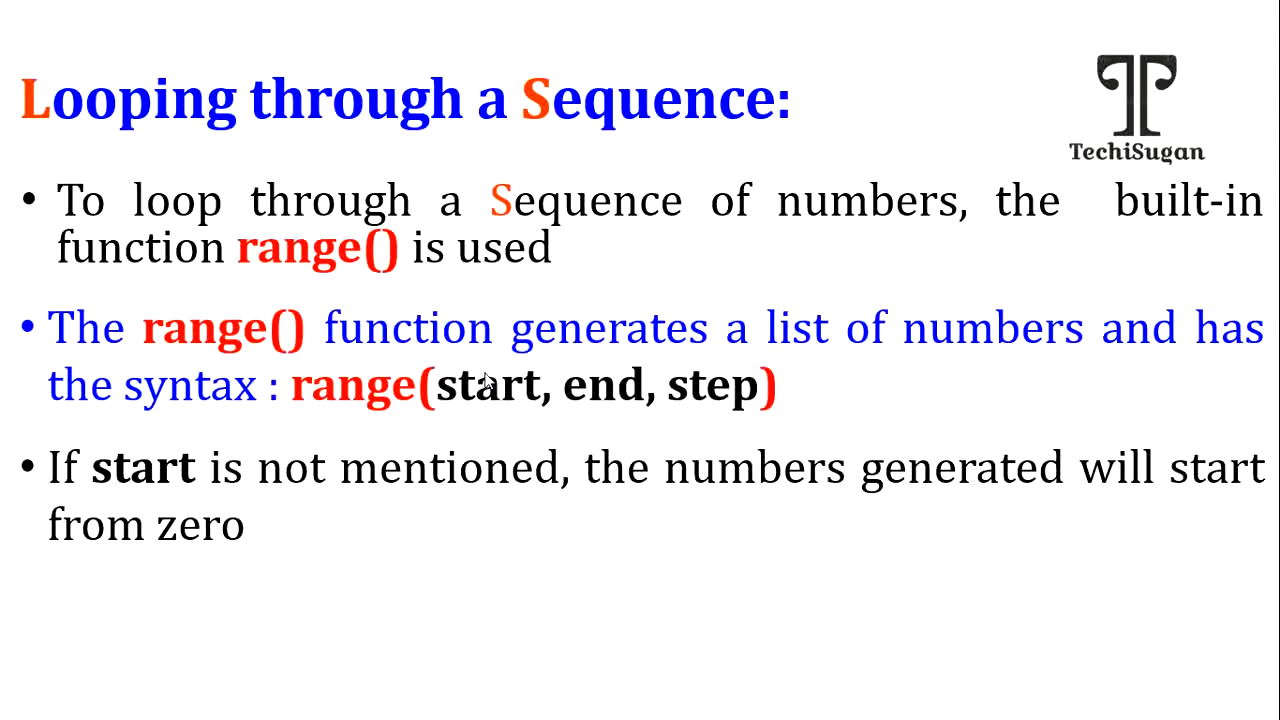 Looping through a Sequence:
TechiSugan
• To loop through a Sequence of numbers, the built-in
function range() is used
• The range() function generates a list of numbers and has
the syntax : range(start, end, step)
• If start is not mentioned, the numbers generated will start
from zero